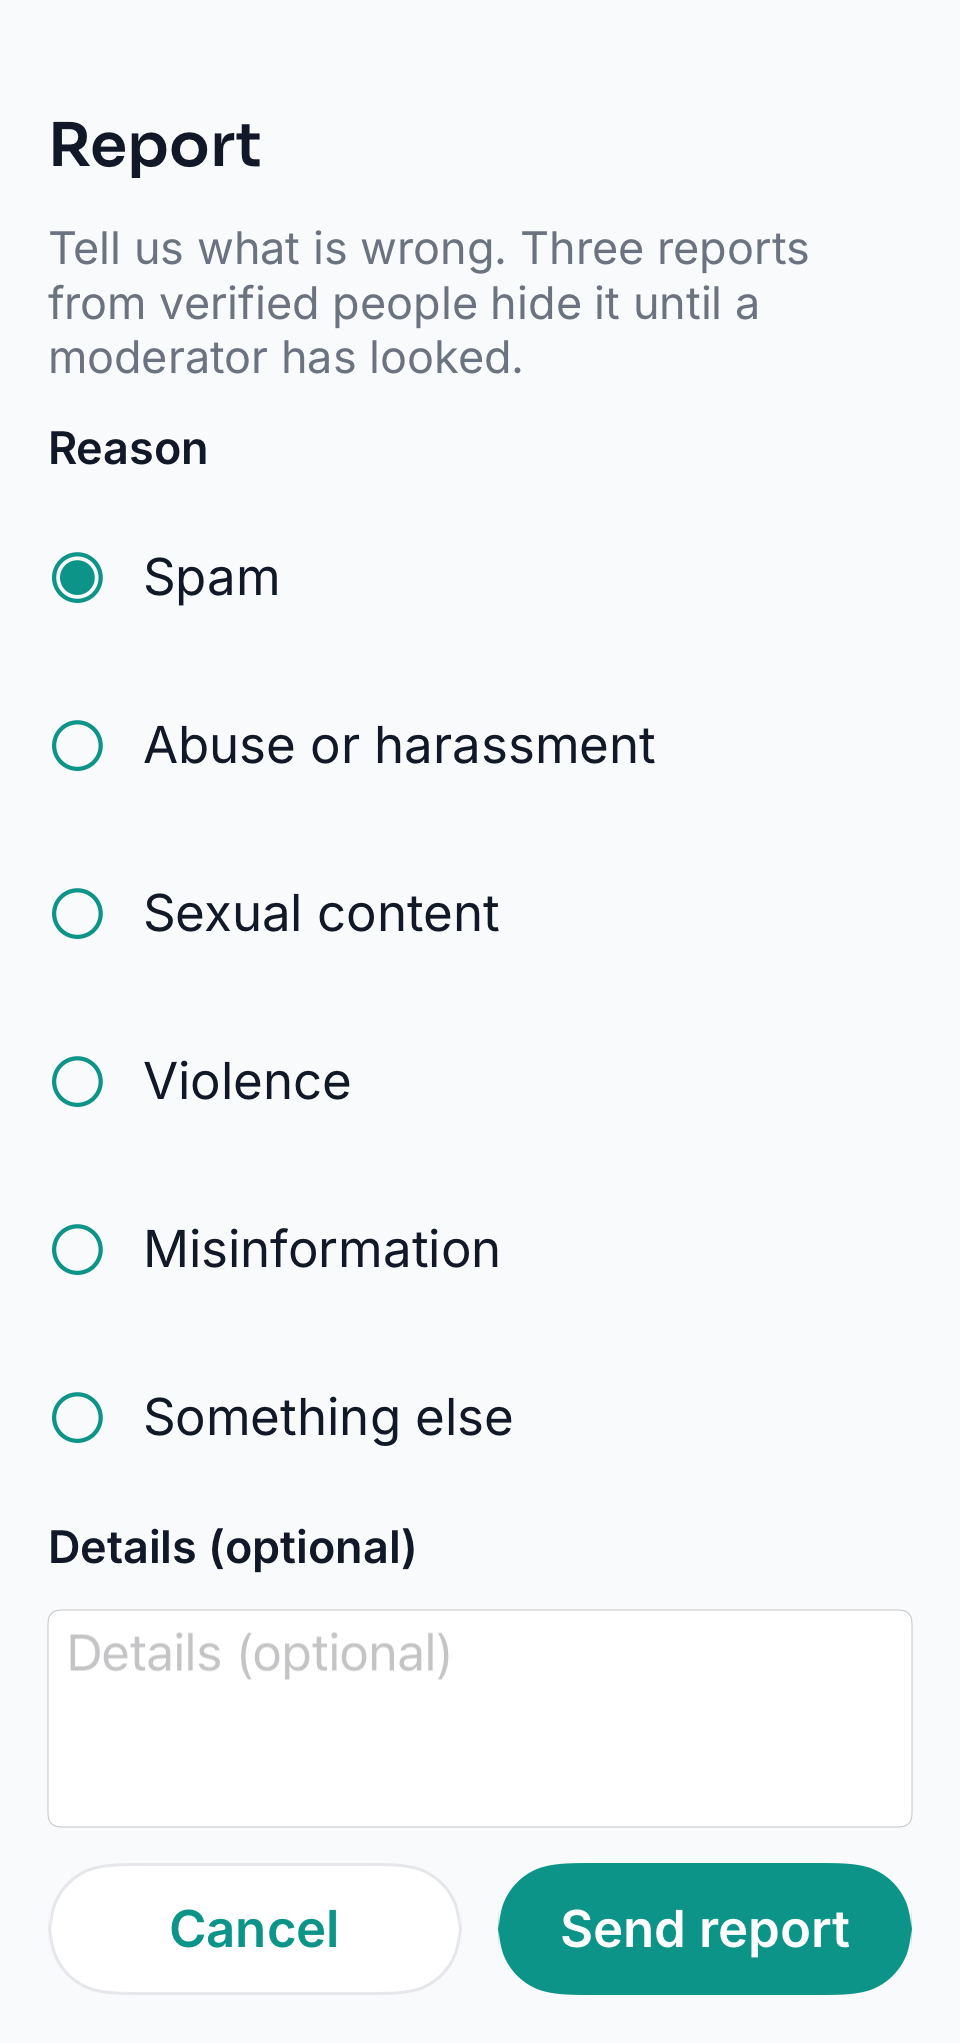 Report
Tell us what is wrong. Three reports
from verified people hide it until a
moderator has looked.
Reason
Spam
Abuse or harassment
Sexual content
Violence
Misinformation
Something else
Details (optional)
Details (optional)
Cancel
Send report